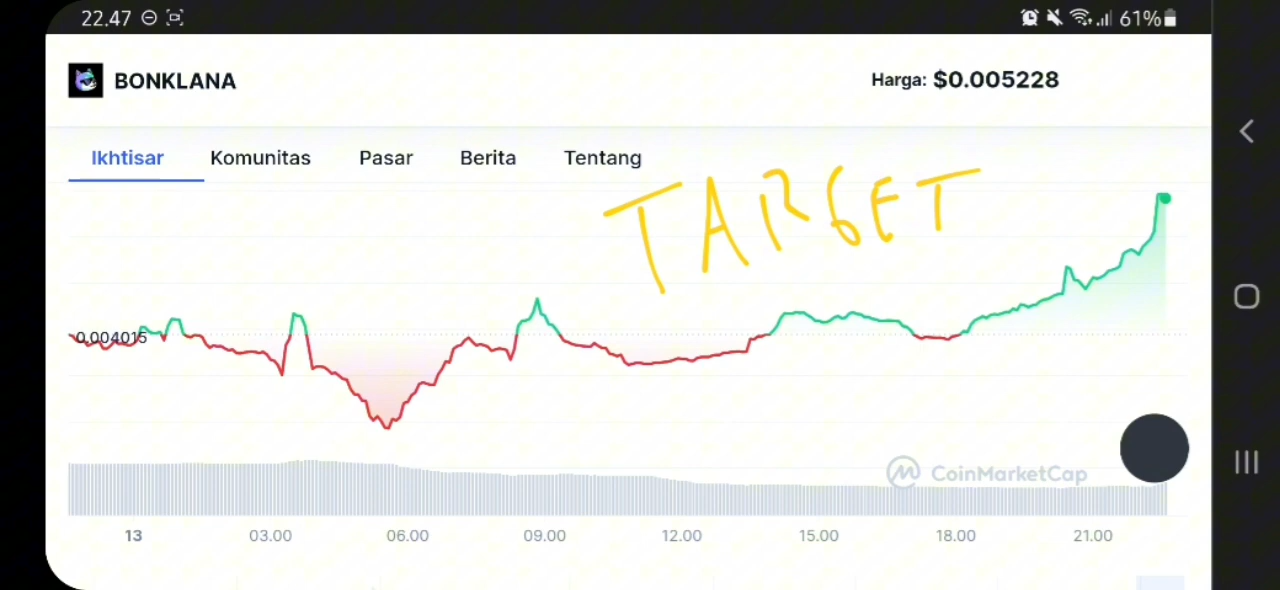 22.47
61%
BONKLANA
Harga: $0.005228
Ikhtisar Komunitas Pasar Berita Tentang
TARGET
0.004015
CoinMarketCap
13 03.00 06.00 09.00 12.00 15.00 18.00 21.00